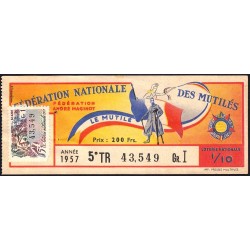 FÉDÉRATION NATIONALE DES MUTILÉS
FÉDÉRATION
ANDRÉ MAGINOT
LE MUTILÉ
Prix : 200 Frs.
43.549
ANNÉE
1957
5e TR
43.549
Gr. I
LOTERIE NATIONALE
1/10